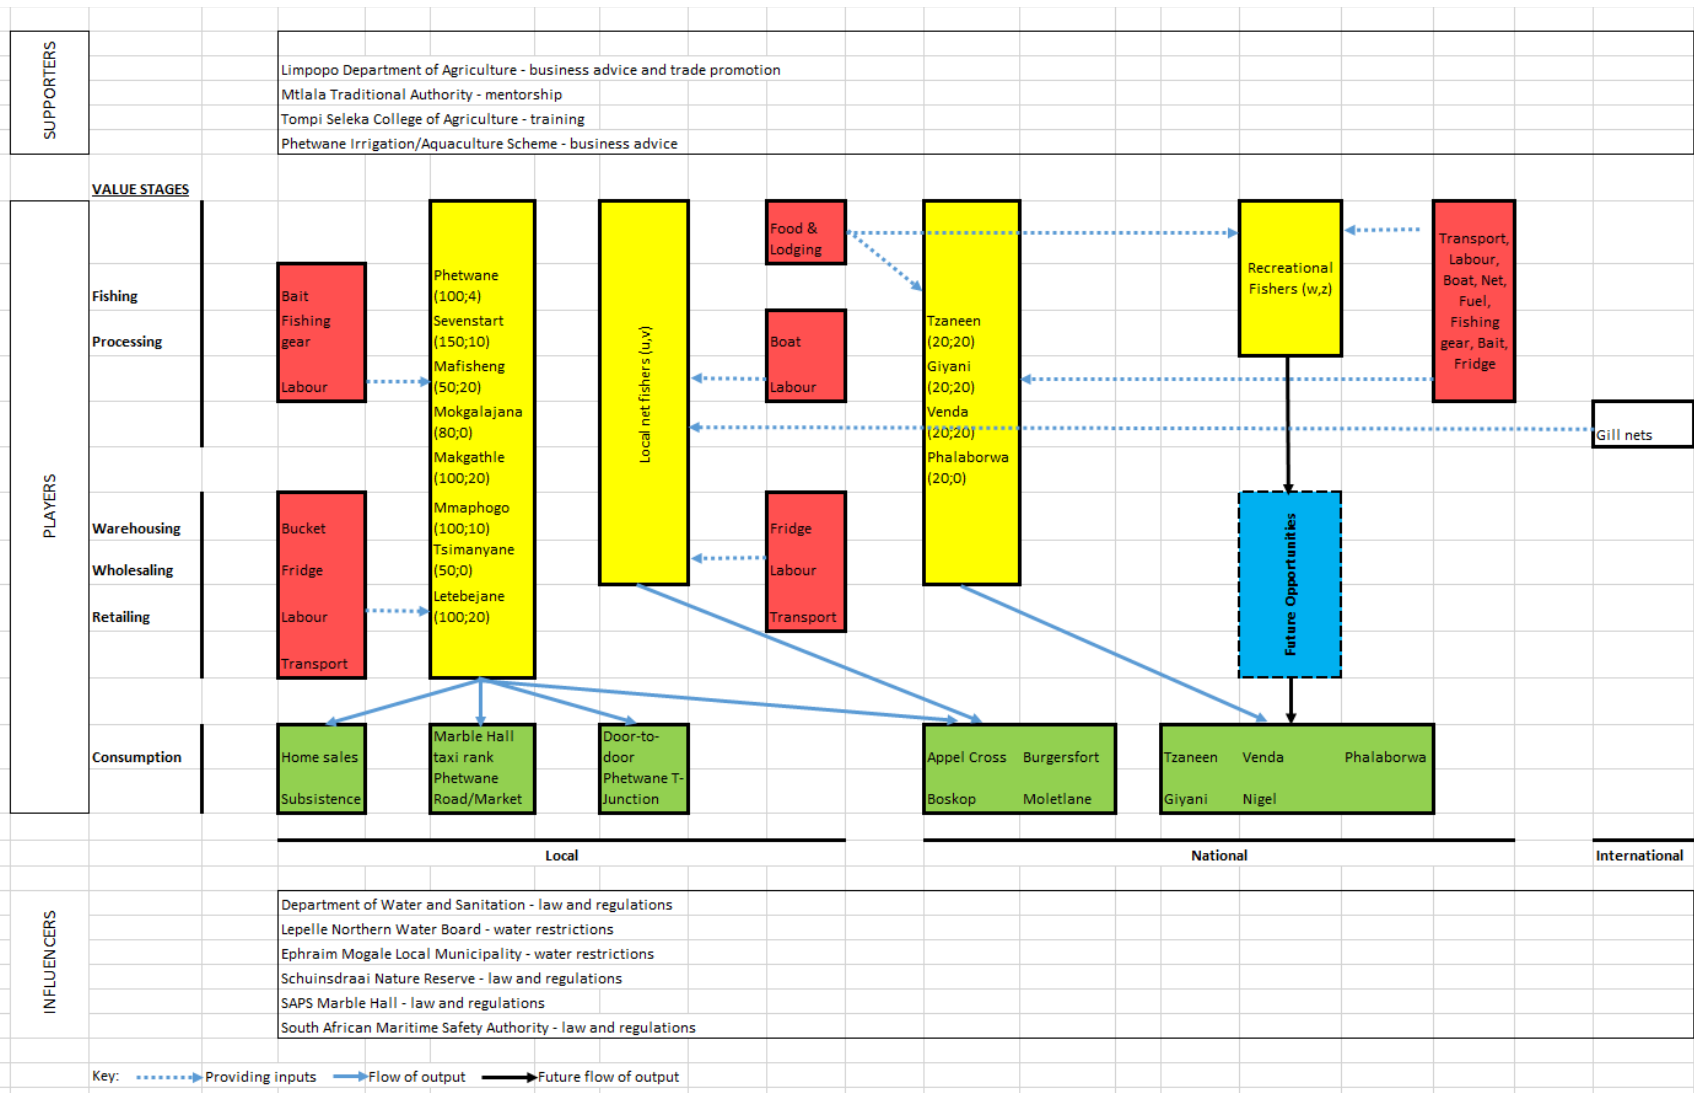 SUPPORTERS
Limpopo Department of Agriculture - business advice and trade promotion
Mtlala Traditional Authority - mentorship
Tompi Seleka College of Agriculture - training
Phetwane Irrigation/Aquaculture Scheme - business advice
VALUE STAGES
PLAYERS
Fishing
Processing
Warehousing
Wholesaling
Retailing
Consumption
Bait
Fishing
gear
Labour
Bucket
Fridge
Labour
Transport
Phetwane
(100;4)
Sevenstart
(150;10)
Mafisheng
(50;20)
Mokgalajana
(80;0)
Makgathle
(100;20)
Mmaphogo
(100;10)
Tsimanyane
(50;0)
Letebejane
(100;20)
Local net fishers (u,v)
Food &
Lodging
Boat
Labour
Fridge
Labour
Transport
Tzaneen
(20;20)
Giyani
(20;20)
Venda
(20;20)
Phalaborwa
(20;0)
Recreational
Fishers (w,z)
Transport,
Labour,
Boat, Net,
Fuel,
Fishing
gear, Bait,
Fridge
Gill nets
Future Opportunities
Home sales
Subsistence
Marble Hall
taxi rank
Phetwane
Road/Market
Door-to-
door
Phetwane T-
Junction
Appel Cross Burgersfort
Boskop Moletlane
Tzaneen Venda Phalaborwa
Giyani Nigel
Local
National
International
INFLUENCERS
Department of Water and Sanitation - law and regulations
Lepelle Northern Water Board - water restrictions
Ephraim Mogale Local Municipality - water restrictions
Schuinsdraai Nature Reserve - law and regulations
SAPS Marble Hall - law and regulations
South African Maritime Safety Authority - law and regulations
Key: Providing inputs Flow of output Future flow of output